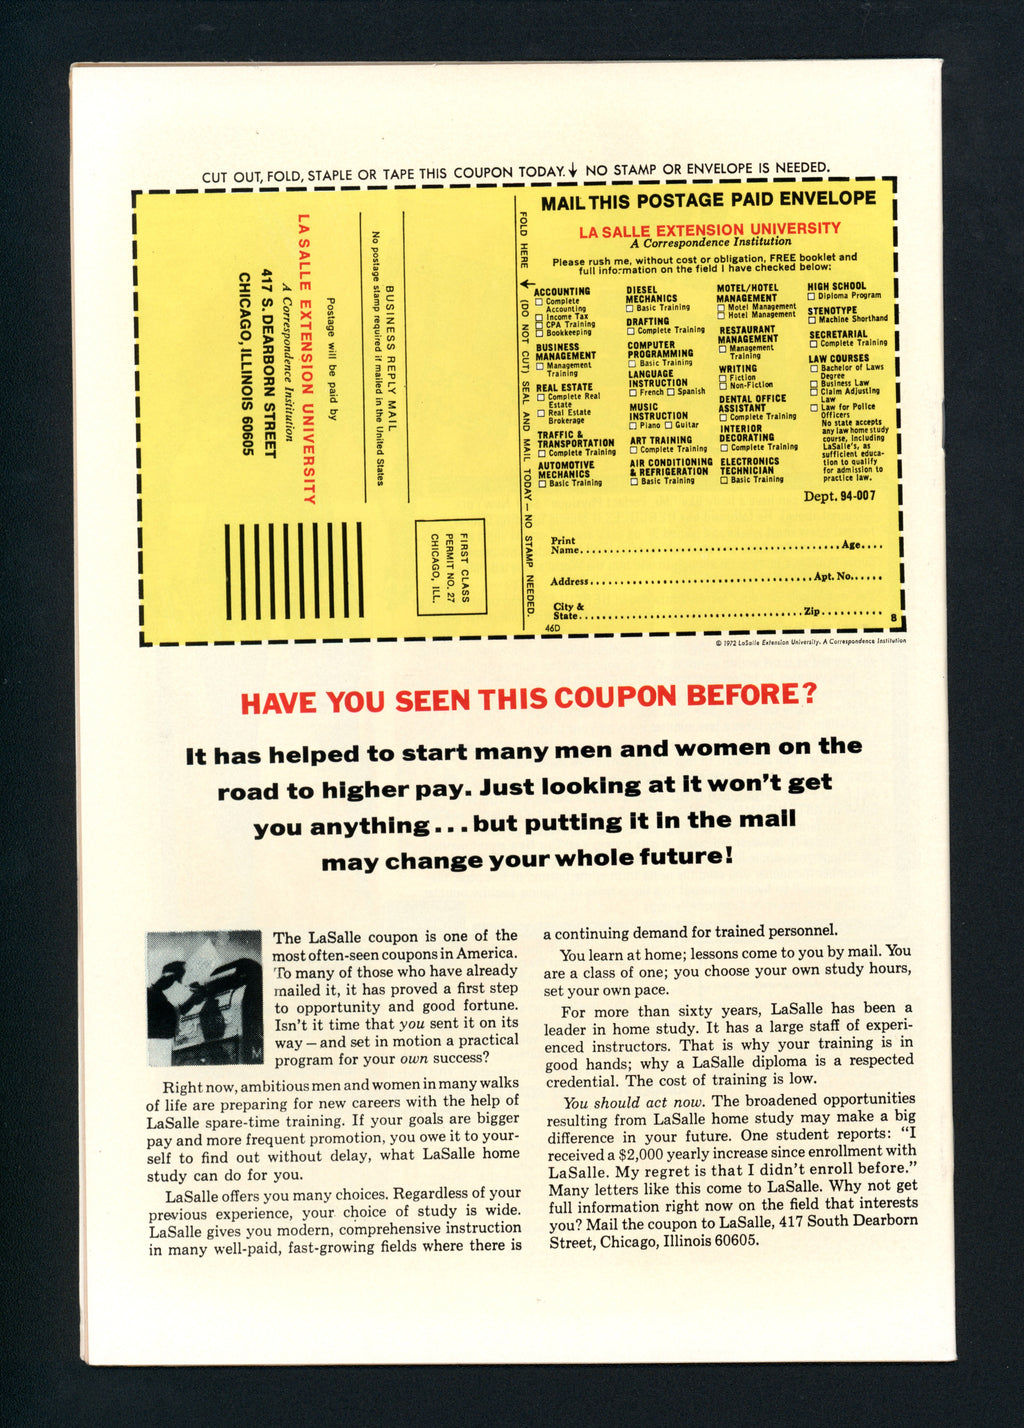 CUT OUT, FOLD, STAPLE OR TAPE THIS COUPON TODAY. ↓ NO STAMP OR ENVELOPE IS NEEDED.
LA SALLE EXTENSION UNIVERSITY
A Correspondence Institution
417 S. DEARBORN STREET
CHICAGO, ILLINOIS 60605
Postage will be paid by
BUSINESS REPLY MAIL
No postage stamp required if mailed in the United States
FIRST CLASS
PERMIT NO. 27
CHICAGO, ILL.
FOLD HERE → (DO NOT CUT) SEAL AND MAIL TODAY — NO STAMP NEEDED.
MAIL THIS POSTAGE PAID ENVELOPE
LA SALLE EXTENSION UNIVERSITY
A Correspondence Institution
Please rush me, without cost or obligation, FREE booklet and
full information on the field I have checked below:
ACCOUNTING
□ Complete
Accounting
□ Income Tax
□ CPA Training
□ Bookkeeping
BUSINESS
MANAGEMENT
□ Management
Training
REAL ESTATE
□ Complete Real
Estate
□ Real Estate
Brokerage
TRAFFIC &
TRANSPORTATION
□ Complete Training
AUTOMOTIVE
MECHANICS
□ Basic Training
DIESEL
MECHANICS
□ Basic Training
DRAFTING
□ Complete Training
COMPUTER
PROGRAMMING
□ Basic Training
LANGUAGE
INSTRUCTION
□ French □ Spanish
MUSIC
INSTRUCTION
□ Piano □ Guitar
ART TRAINING
□ Complete Training
AIR CONDITIONING
& REFRIGERATION
□ Basic Training
MOTEL/HOTEL
MANAGEMENT
□ Motel Management
□ Hotel Management
RESTAURANT
MANAGEMENT
□ Management
Training
WRITING
□ Fiction
□ Non-Fiction
DENTAL OFFICE
ASSISTANT
□ Complete Training
INTERIOR
DECORATING
□ Complete Training
ELECTRONICS
TECHNICIAN
□ Basic Training
HIGH SCHOOL
□ Diploma Program
STENOTYPE
□ Machine Shorthand
SECRETARIAL
□ Complete Training
LAW COURSES
□ Bachelor of Laws
Degree
□ Business Law
□ Claim Adjusting
Law
□ Law for Police
Officers
No state accepts
any law home study
course, including
LaSalle's, as
sufficient educa-
tion to qualify
for admission to
practice law.
Dept. 94-007
Print
Name........................................Age....
Address....................................Apt. No......
City &
State....................................Zip..........
46D
8
© 1972 LaSalle Extension University. A Correspondence Institution
HAVE YOU SEEN THIS COUPON BEFORE?
It has helped to start many men and women on the
road to higher pay. Just looking at it won't get
you anything...but putting it in the mail
may change your whole future!
The LaSalle coupon is one of the
most often-seen coupons in America.
To many of those who have already
mailed it, it has proved a first step
to opportunity and good fortune.
Isn't it time that you sent it on its
way — and set in motion a practical
program for your own success?
Right now, ambitious men and women in many walks
of life are preparing for new careers with the help of
LaSalle spare-time training. If your goals are bigger
pay and more frequent promotion, you owe it to your-
self to find out without delay, what LaSalle home
study can do for you.
LaSalle offers you many choices. Regardless of your
previous experience, your choice of study is wide.
LaSalle gives you modern, comprehensive instruction
in many well-paid, fast-growing fields where there is
a continuing demand for trained personnel.
You learn at home; lessons come to you by mail. You
are a class of one; you choose your own study hours,
set your own pace.
For more than sixty years, LaSalle has been a
leader in home study. It has a large staff of experi-
enced instructors. That is why your training is in
good hands; why a LaSalle diploma is a respected
credential. The cost of training is low.
You should act now. The broadened opportunities
resulting from LaSalle home study may make a big
difference in your future. One student reports: "I
received a $2,000 yearly increase since enrollment with
LaSalle. My regret is that I didn't enroll before."
Many letters like this come to LaSalle. Why not get
full information right now on the field that interests
you? Mail the coupon to LaSalle, 417 South Dearborn
Street, Chicago, Illinois 60605.